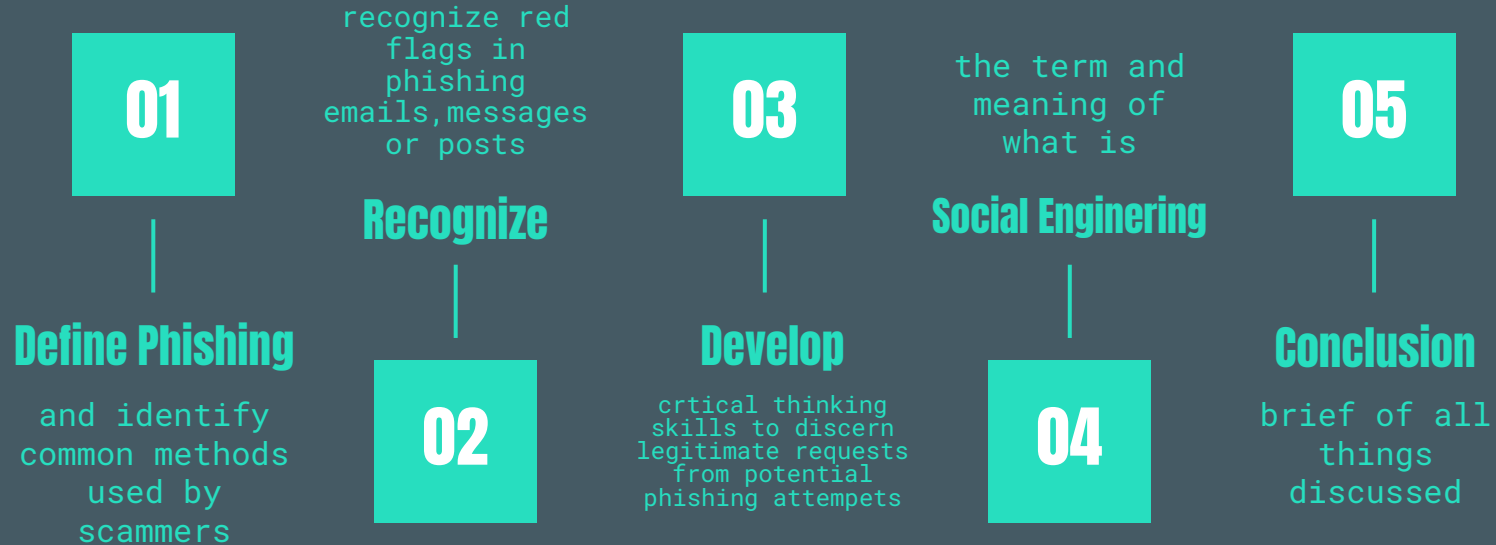 01
Define Phishing
and identify
common methods
used by
scammers
recognize red
flags in
phishing
emails,messages
or posts
Recognize
02
03
Develop
crtical thinking
skills to discern
legitimate requests
from potential
phishing attempets
the term and
meaning of
what is
Social Enginering
04
05
Conclusion
brief of all
things
discussed